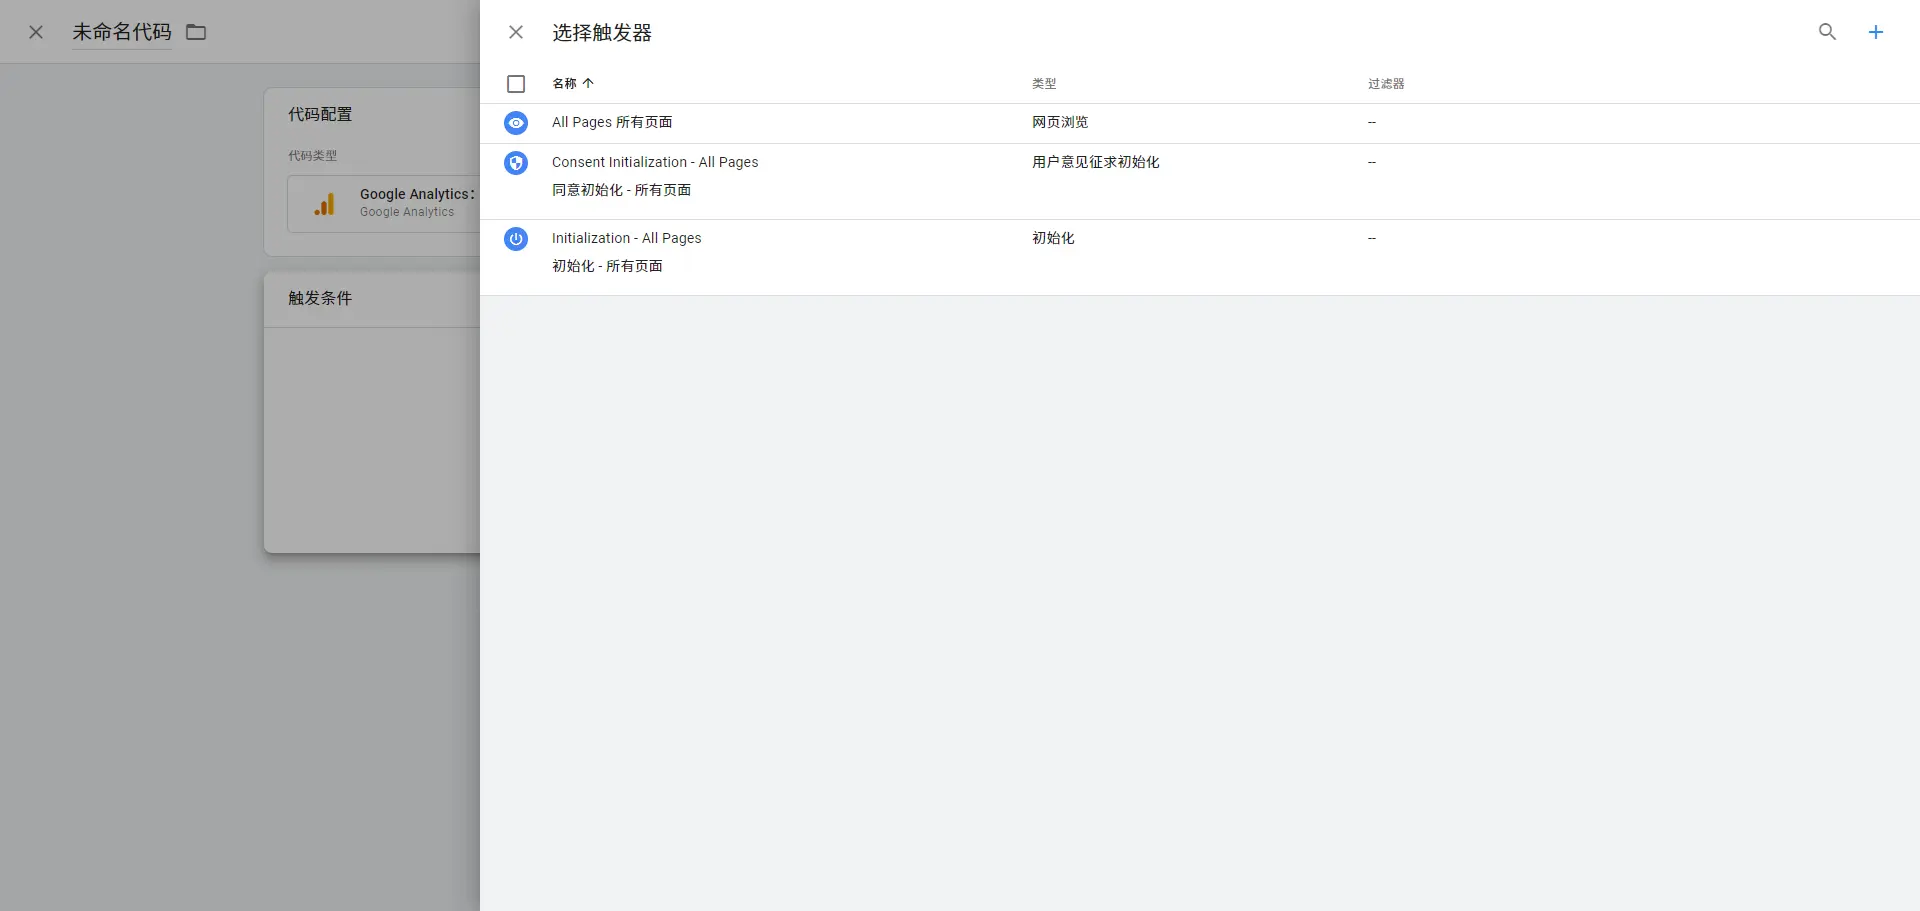 未命名代码
代码配置
代码类型
Google Analytics：
Google Analytics
触发条件
选择触发器
名称 类型 过滤器
All Pages 所有页面 网页浏览 --
Consent Initialization - All Pages 用户意见征求初始化 --
同意初始化 - 所有页面
Initialization - All Pages 初始化 --
初始化 - 所有页面